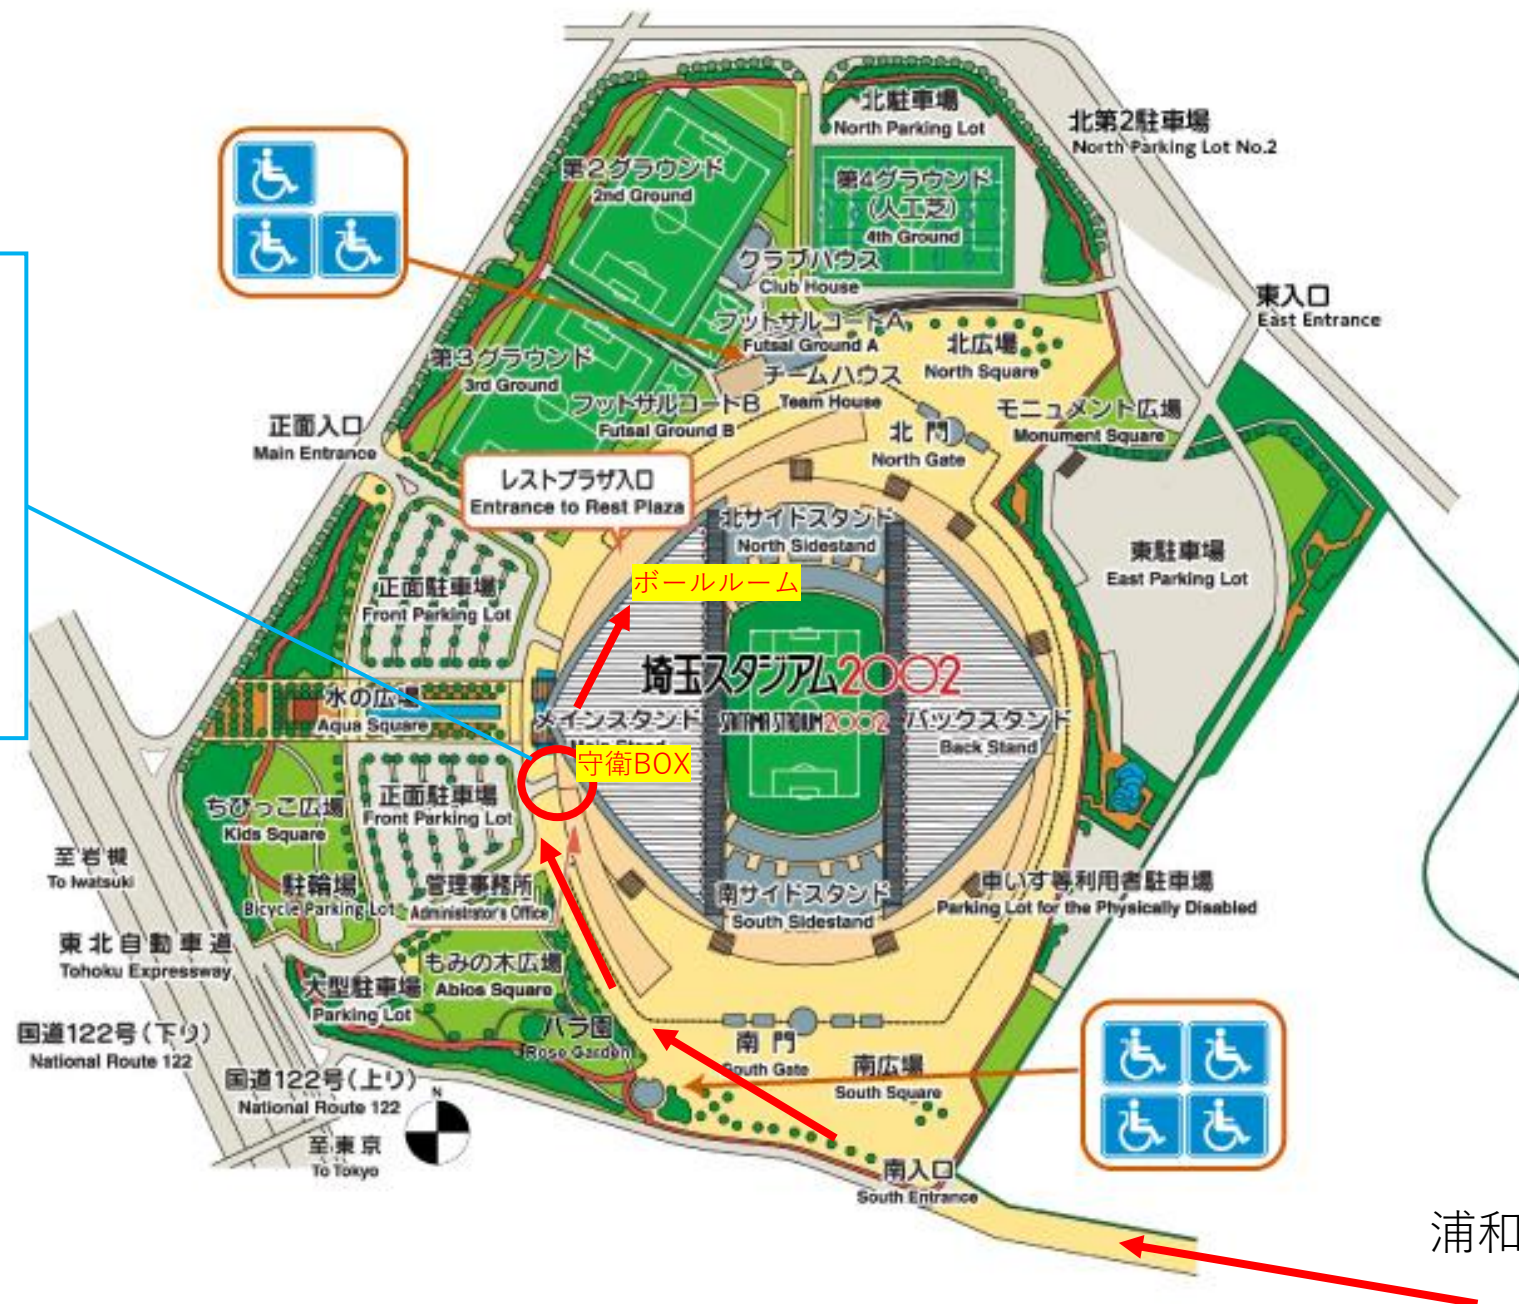 北駐車場
North Parking Lot
北第2駐車場
North Parking Lot No.2
第2グラウンド
2nd Ground
第4グラウンド
(人工芝)
4th Ground
クラブハウス
Club House
東入口
East Entrance
フットサルコートA
Futsal Ground A
北広場
North Square
第3グラウンド
3rd Ground
チームハウス
Team House
フットサルコートB
Futsal Ground B
モニュメント広場
Monument Square
正面入口
Main Entrance
北門
North Gate
レストプラザ入口
Entrance to Rest Plaza
北サイドスタンド
North Sidestand
東駐車場
East Parking Lot
正面駐車場
Front Parking Lot
ボールルーム
埼玉スタジアム2002
水の広場
Aqua Square
メインスタンド
Main Stand
SAITAMA STADIUM 2002
バックスタンド
Back Stand
守衛BOX
ちびっこ広場
Kids Square
正面駐車場
Front Parking Lot
至岩槻
To Iwatsuki
駐輪場
Bicycle Parking Lot
管理事務所
Administrator's Office
南サイドスタンド
South Sidestand
車いす等利用者駐車場
Parking Lot for the Physically Disabled
東北自動車道
Tohoku Expressway
もみの木広場
Abios Square
大型駐車場
Parking Lot
国道122号(下り)
National Route 122
バラ園
Rose Garden
南門
South Gate
南広場
South Square
国道122号(上り)
National Route 122
N
至東京
To Tokyo
南入口
South Entrance
浦和